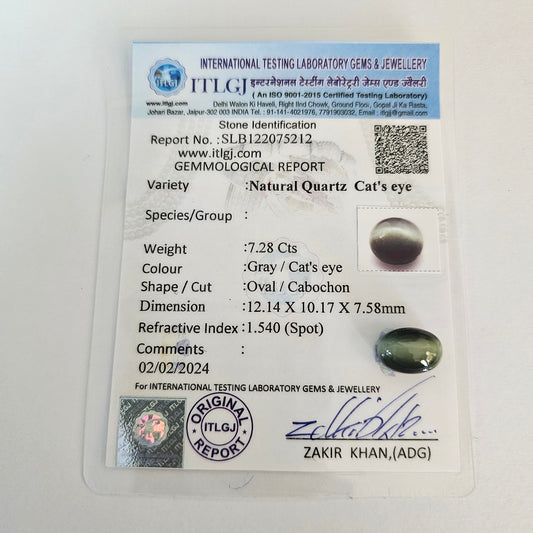 INTERNATIONAL TESTING LABORATORY GEMS & JEWELLERY
ITLGJ इन्टरनेशनल टेस्टींग लेबोरेट्री जेम्स एण्ड ज्वैलरी
( An ISO 9001-2015 Certified Testing Laboratory)
www.itlgj.com
Delhi Walon Ki Haveli, Right IInd Chowk, Ground Floor, Gopal Ji Ka Rasta,
Johari Bazar, Jaipur-302 003 INDIA Tel.: 91-141-4021976, 7791903032, Email :itlgj@gmail.com
Stone Identification
Report No.:SLB122075212
www.itlgj.com
GEMMOLOGICAL REPORT
Variety :Natural Quartz Cat's eye
Species/Group :
Weight :7.28 Cts
Colour :Gray / Cat's eye
Shape / Cut :Oval / Cabochon
Dimension :12.14 X 10.17 X 7.58mm
Refractive Index :1.540 (Spot)
Comments :
02/02/2024
For INTERNATIONAL TESTING LABORATORY GEMS & JEWELLERY
ORIGINAL
ITLGJ
REPORT
ZAKIR KHAN,(ADG)